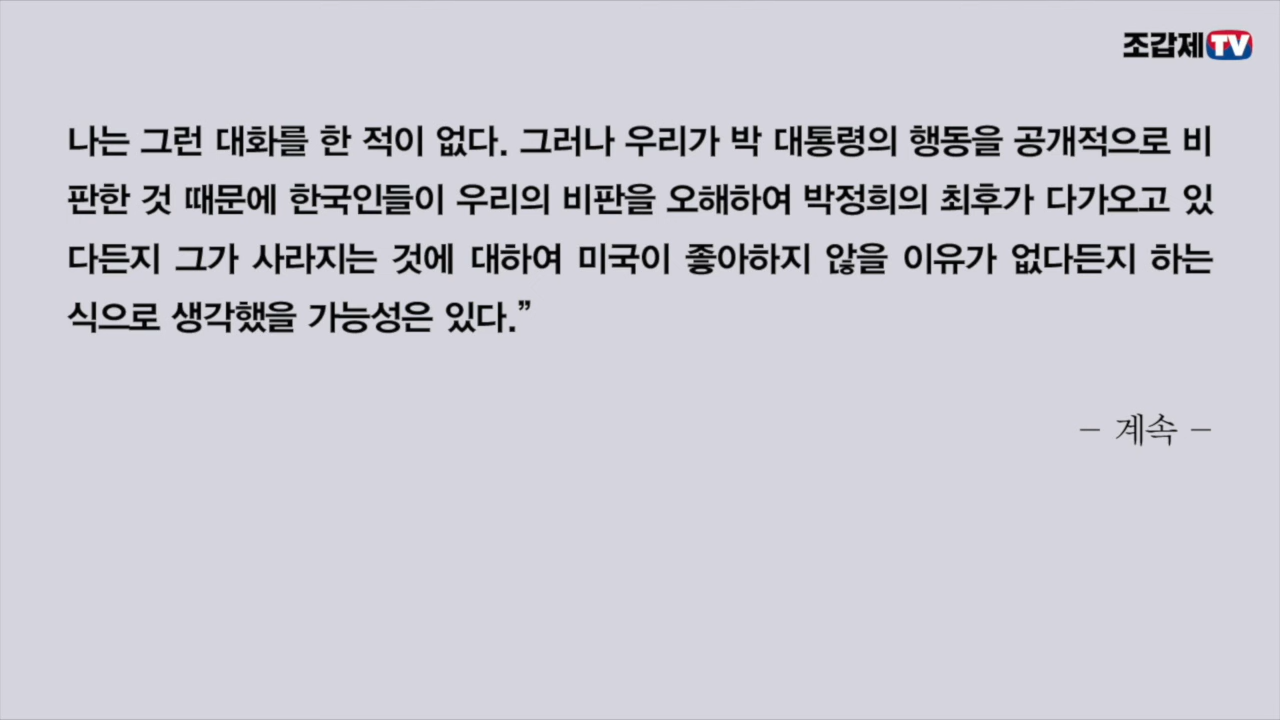 조갑제TV
나는 그런 대화를 한 적이 없다. 그러나 우리가 박 대통령의 행동을 공개적으로 비
판한 것 때문에 한국인들이 우리의 비판을 오해하여 박정희의 최후가 다가오고 있
다든지 그가 사라지는 것에 대하여 미국이 좋아하지 않을 이유가 없다든지 하는
식으로 생각했을 가능성은 있다.”
– 계속 –